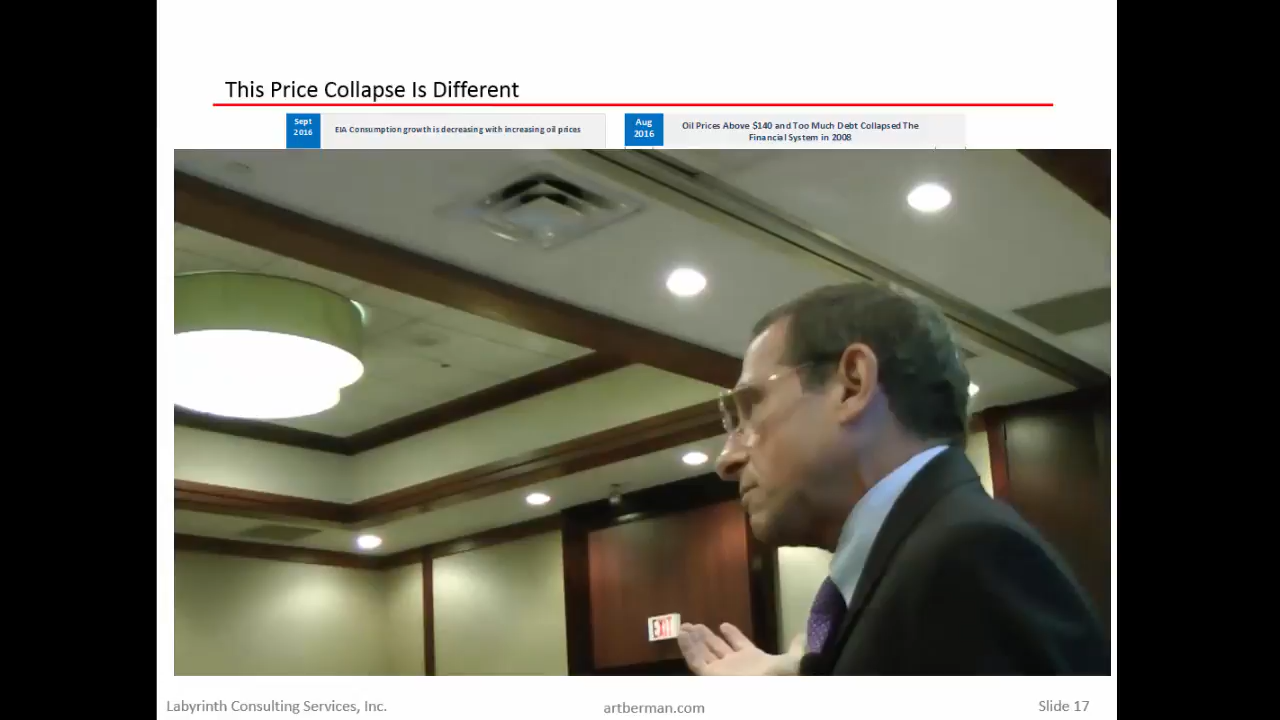 This Price Collapse Is Different
Sept
2016
EIA Consumption growth is decreasing with increasing oil prices
Aug
2016
Oil Prices Above $140 and Too Much Debt Collapsed The
Financial System in 2008
EXIT
Labyrinth Consulting Services, Inc.
artberman.com
Slide 17